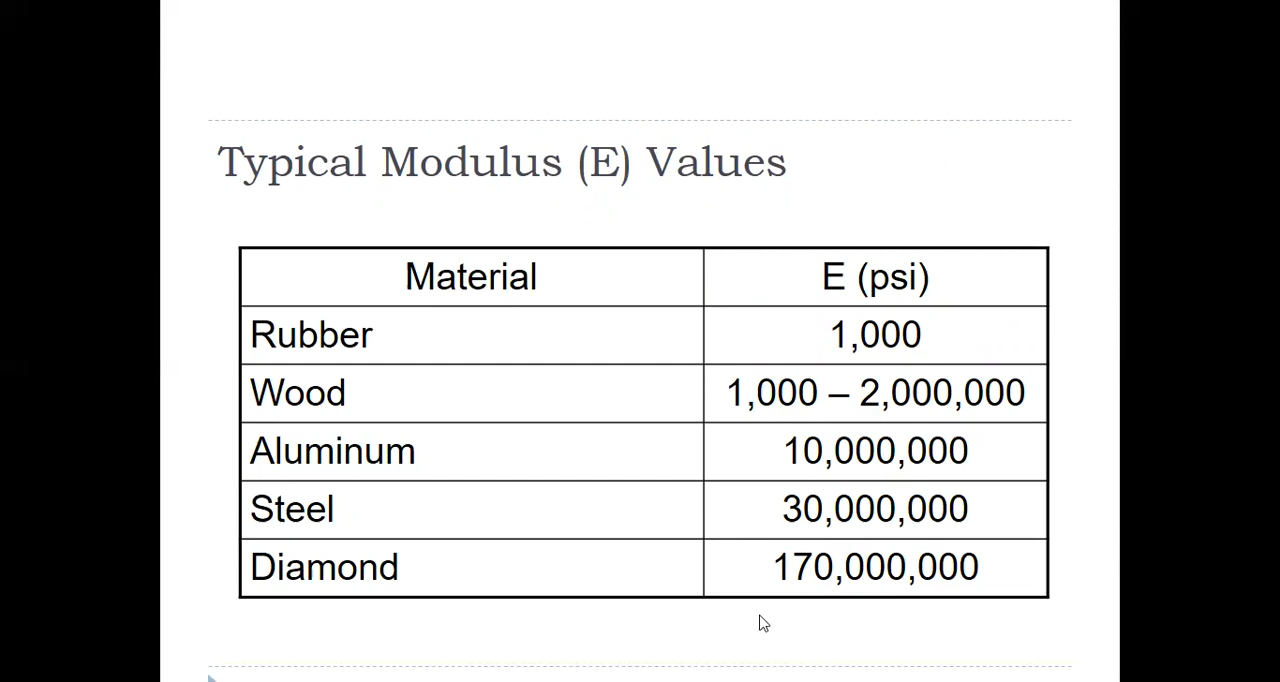 Typical Modulus (E) Values
Material E (psi)
Rubber 1,000
Wood 1,000 – 2,000,000
Aluminum 10,000,000
Steel 30,000,000
Diamond 170,000,000